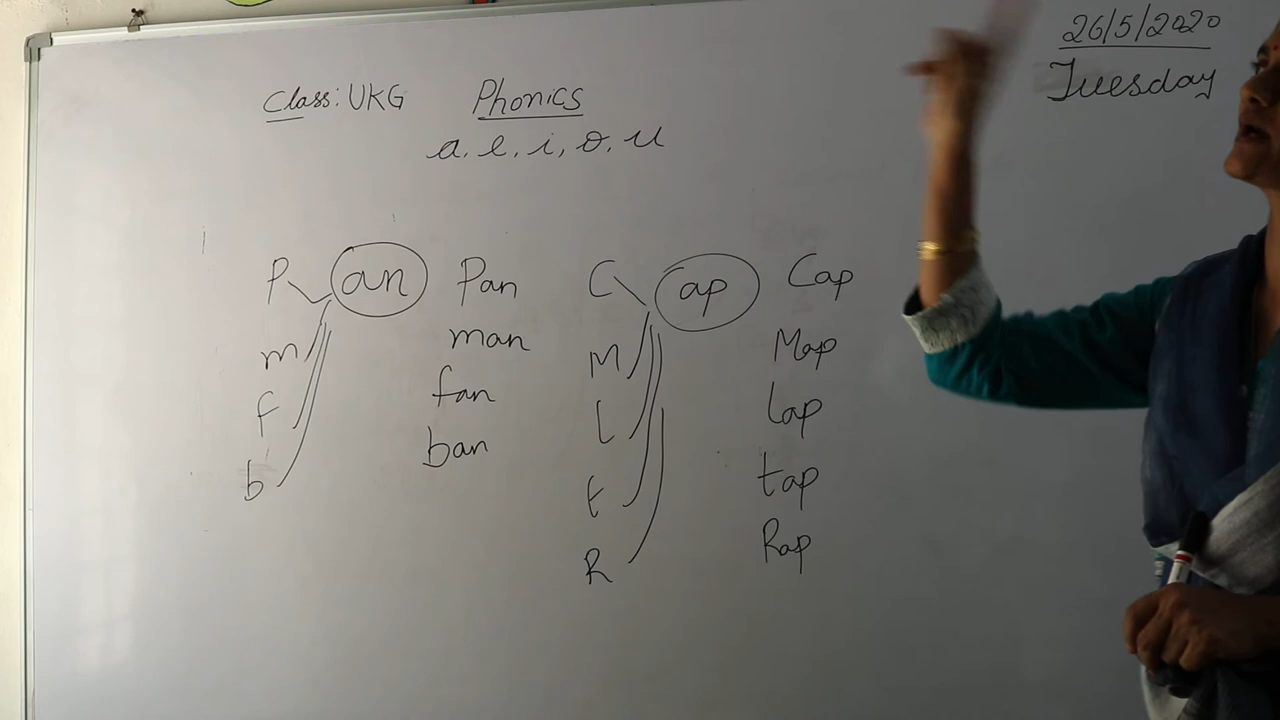 26/5/2020
Tuesday
Class: UKG Phonics
a, e, i, o, u
P an Pan C ap Cap
m man M Map
f fan l lap
b ban t tap
R Rap